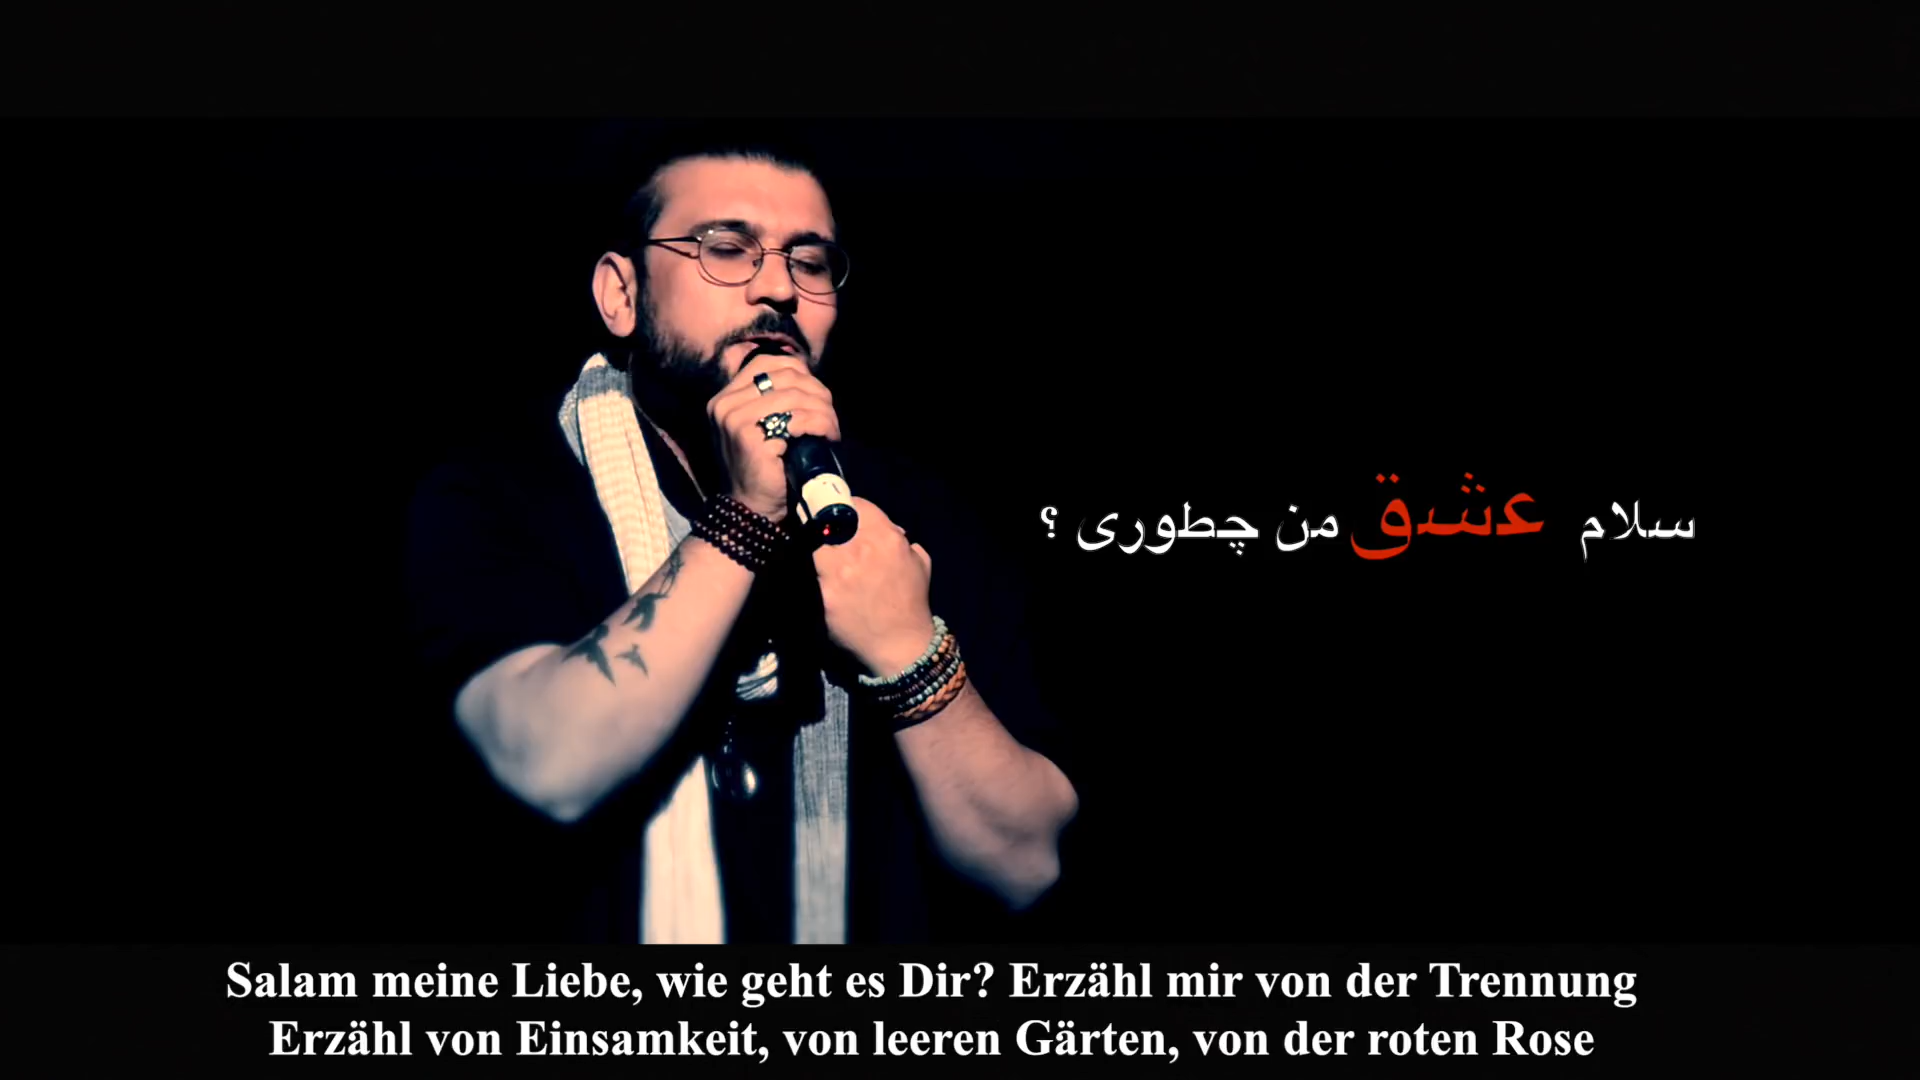 سلام عشق من چطوری ؟
Salam meine Liebe, wie geht es Dir? Erzähl mir von der Trennung
Erzähl von Einsamkeit, von leeren Gärten, von der roten Rose